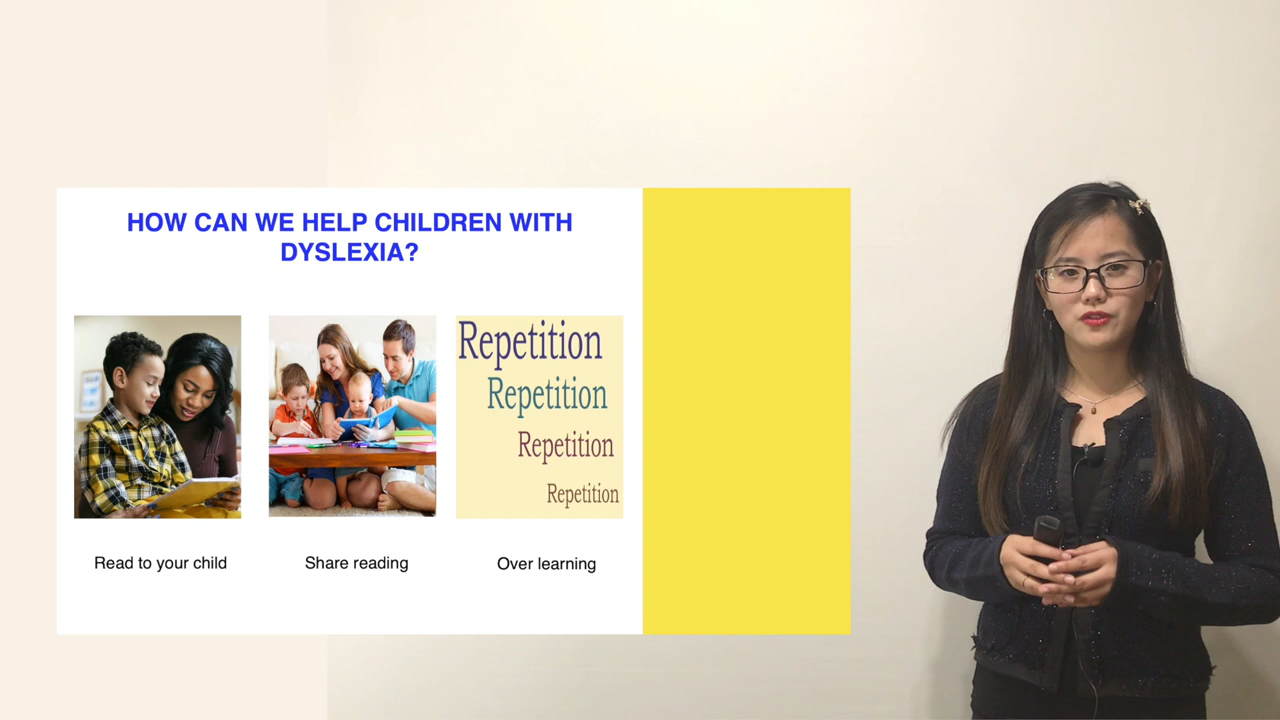 HOW CAN WE HELP CHILDREN WITH
DYSLEXIA?
Repetition
Repetition
Repetition
Repetition
Read to your child
Share reading
Over learning